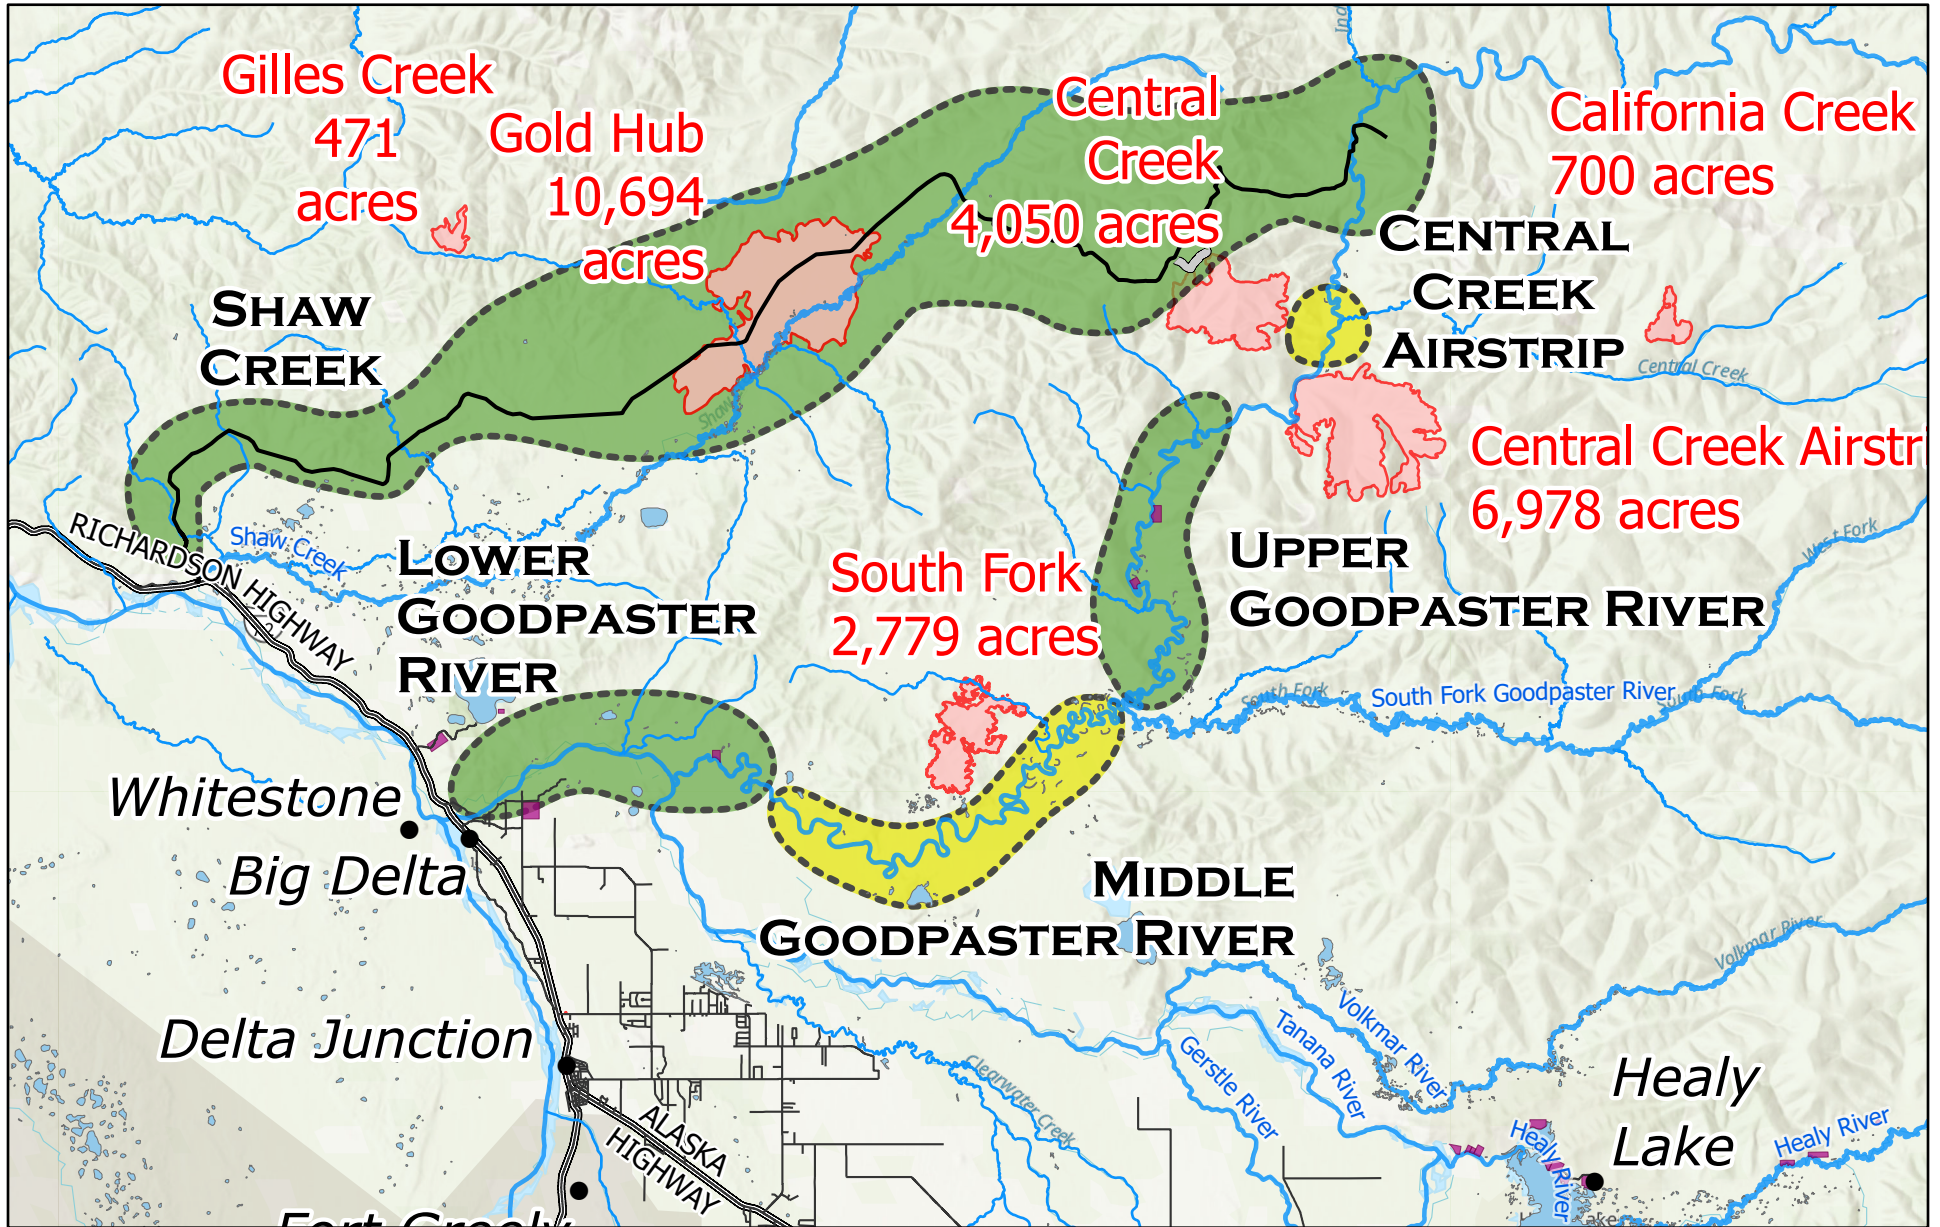 Gilles Creek
471
acres
Gold Hub
10,694
acres
Central
Creek
4,050 acres
California Creek
700 acres
CENTRAL
CREEK
AIRSTRIP
SHAW
CREEK
Central Creek
Central Creek Airstri
6,978 acres
West Fork
RICHARDSON HIGHWAY
Shaw Creek
LOWER
GOODPASTER
RIVER
South Fork
2,779 acres
UPPER
GOODPASTER RIVER
South Fork
South Fork Goodpaster River
South Fork
Whitestone
Big Delta
MIDDLE
GOODPASTER RIVER
Volkmar River
Delta Junction
Volkmar River
Tanana River
Gerstle River
Clearwater Creek
Healy
Lake
Healy River
Healy River
ALASKA
HIGHWAY
Fort Greely